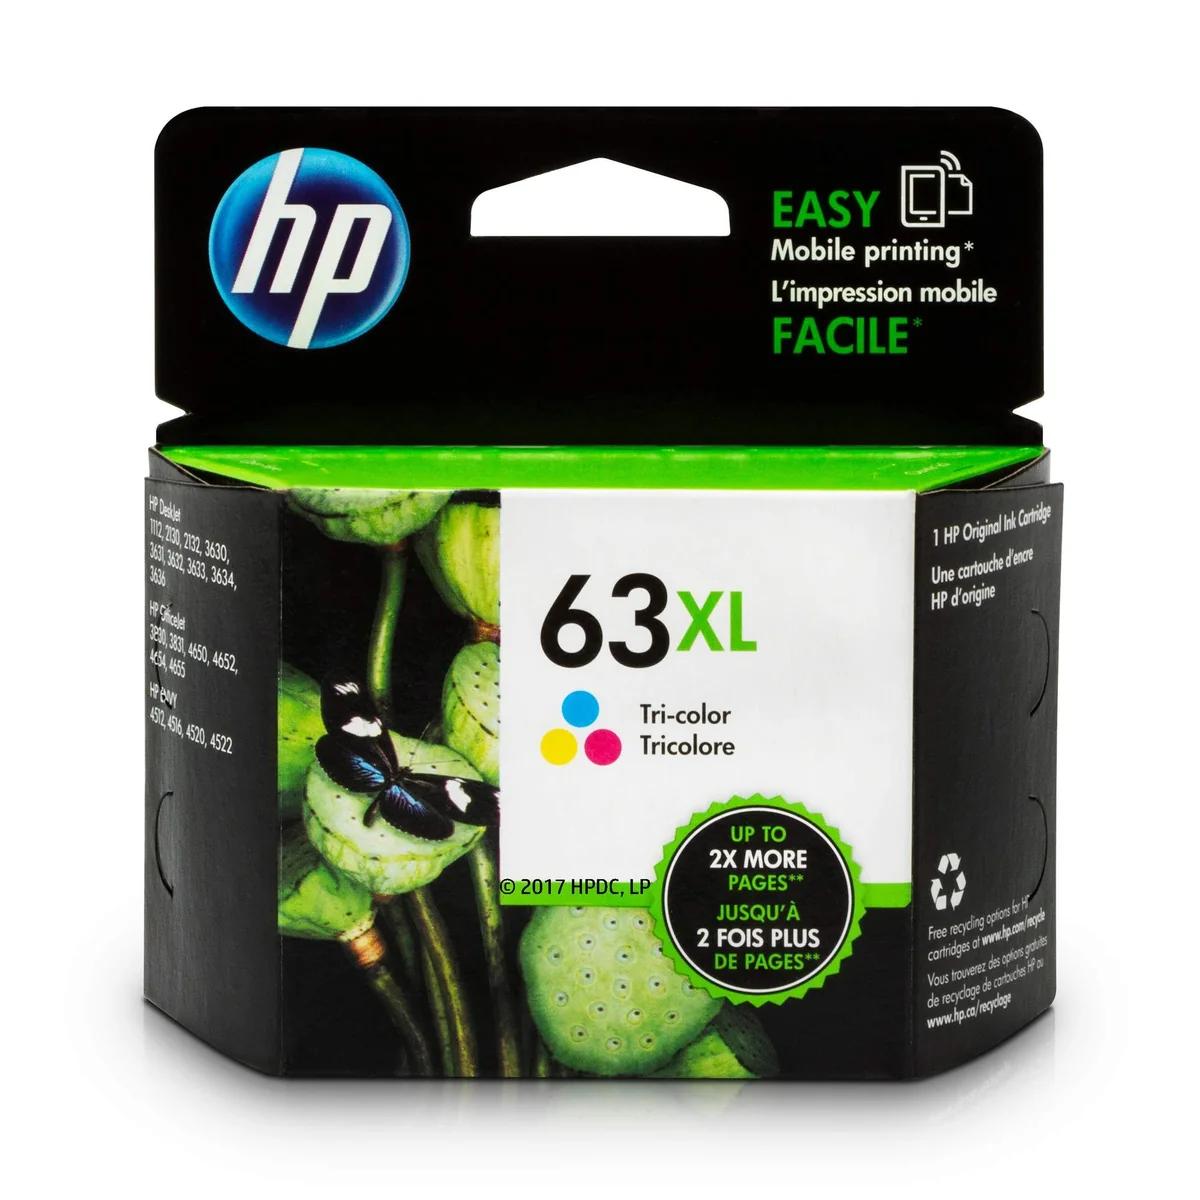 hp
EASY
Mobile printing*
L'impression mobile
FACILE*
HP DeskJet
1112, 2130, 2132, 3630,
3631, 3632, 3633, 3634,
3636
HP OfficeJet
3830, 3831, 4650, 4652,
4654, 4655
HP ENVY
4512, 4516, 4520, 4522
63XL
Tri-color
Tricolore
© 2017 HPDC, LP
UP TO
2X MORE
PAGES**
JUSQU'À
2 FOIS PLUS
DE PAGES**
1 HP Original Ink Cartridge
Une cartouche d'encre
HP d'origine
Free recycling options for HP
cartridges at www.hp.com/recycle
Vous trouverez des options gratuites
de recyclage de cartouches HP au
www.hp.ca/recyclage